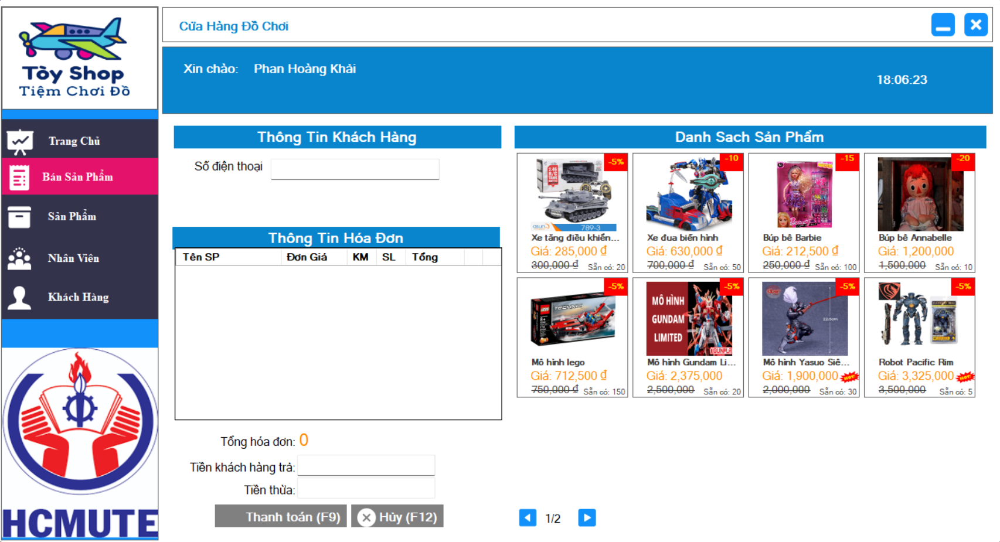 Tòy Shop
Tiệm Chơi Đồ
Cửa Hàng Đồ Chơi
Xin chào: Phan Hoàng Khải
18:06:23
Trang Chủ
Bán Sản Phẩm
Sản Phẩm
Nhân Viên
Khách Hàng
HCMUTE
Thông Tin Khách Hàng
Số điện thoại
Thông Tin Hóa Đơn
Tên SP Đơn Giá KM SL Tổng
Tổng hóa đơn: 0
Tiền khách hàng trả:
Tiền thừa:
Thanh toán (F9) Hủy (F12)
Danh Sach Sản Phẩm
-5%
789-3
Xe tăng điều khiển...
Giá: 285,000 ₫
300,000 ₫ Sẵn có: 20
-10
Xe đua biến hình
Giá: 630,000 ₫
700,000 ₫ Sẵn có: 50
-15
Búp bê Barbie
Giá: 212,500 ₫
250,000 ₫ Sẵn có: 100
-20
Búp bê Annabelle
Giá: 1,200,000
1,500,000 Sẵn có: 10
-5%
TECHNIC
Mô hình lego
Giá: 712,500 ₫
750,000 ₫ Sẵn có: 150
-5%
MÔ HÌNH
GUNDAM
LIMITED
Mô hình Gundam Li...
Giá: 2,375,000
2,500,000 Sẵn có: 20
-5%
22.5cm
Mô hình Yasuo Siê...
Giá: 1,900,000 HOT
2,000,000 Sẵn có: 30
-5%
Robot Pacific Rim
Giá: 3,325,000 HOT
3,500,000 Sẵn có: 5
1/2